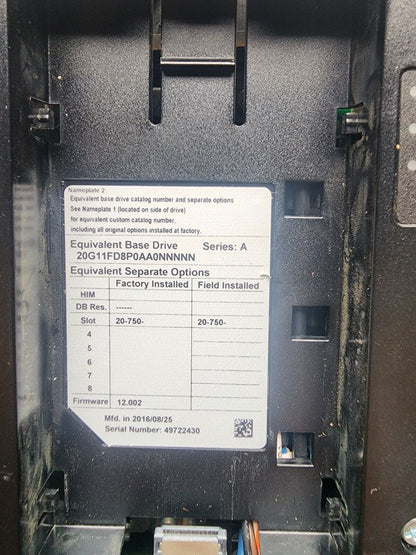 Nameplate 2
Equivalent base drive catalog number and separate options
See Nameplate 1 (located on side of drive)
for equivalent custom catalog number,
including all original options installed at factory.
Equivalent Base Drive Series: A
20G11FD8P0AA0NNNNN
Equivalent Separate Options
Factory Installed Field Installed
HIM
DB Res. ------
Slot 20-750- 20-750-
4
5
6
7
8
Firmware 12.002
Mfd. in 2016/08/25
Serial Number: 49722430